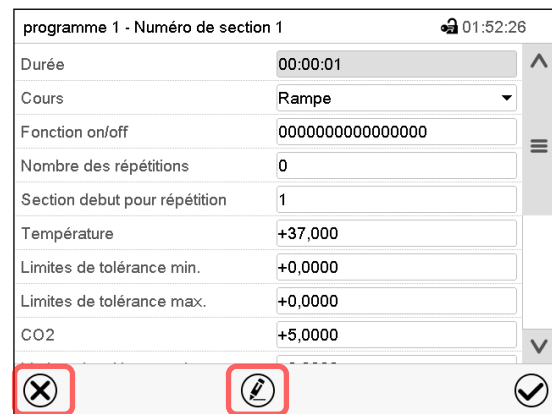 programme 1 - Numéro de section 1 01:52:26
Durée 00:00:01
Cours Rampe
Fonction on/off 0000000000000000
Nombre des répétitions 0
Section debut pour répétition 1
Température +37,000
Limites de tolérance min. +0,0000
Limites de tolérance max. +0,0000
CO2 +5,0000